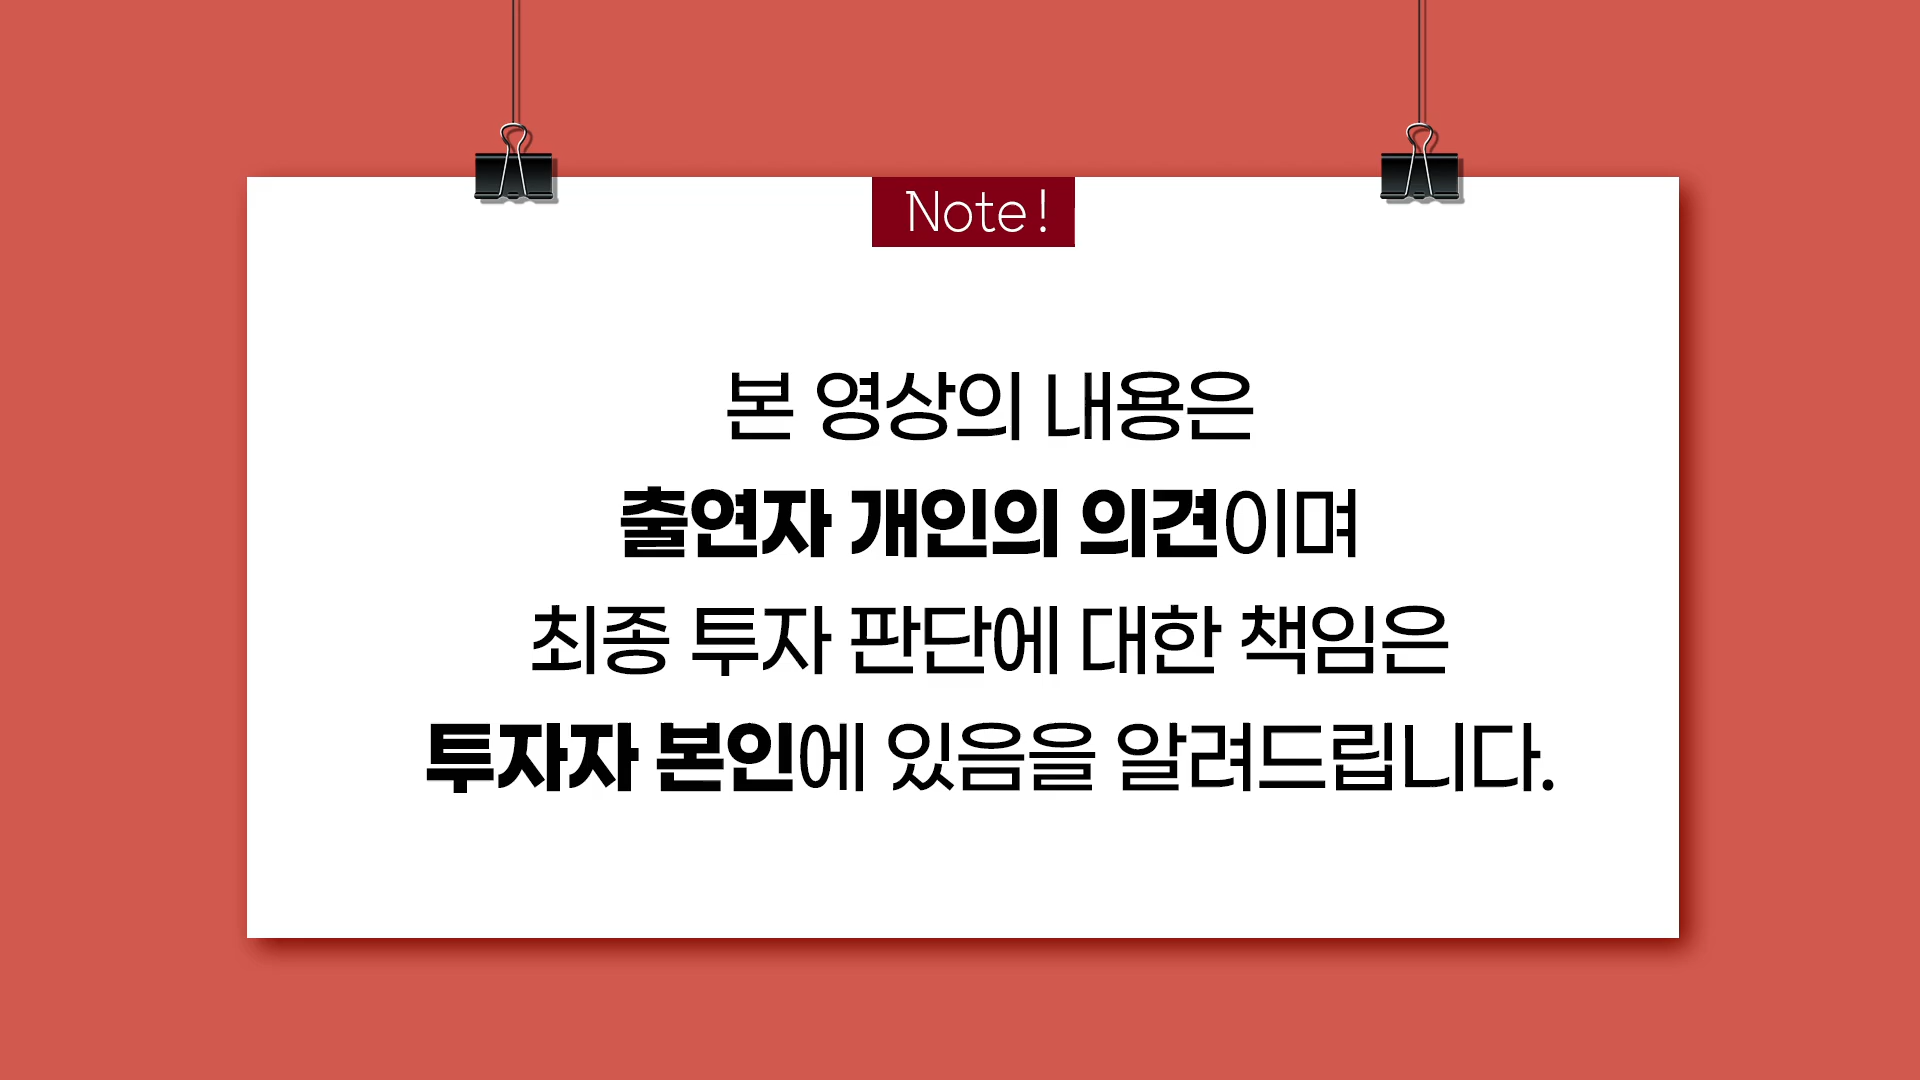 Note!
본 영상의 내용은
출연자 개인의 의견이며
최종 투자 판단에 대한 책임은
투자자 본인에 있음을 알려드립니다.